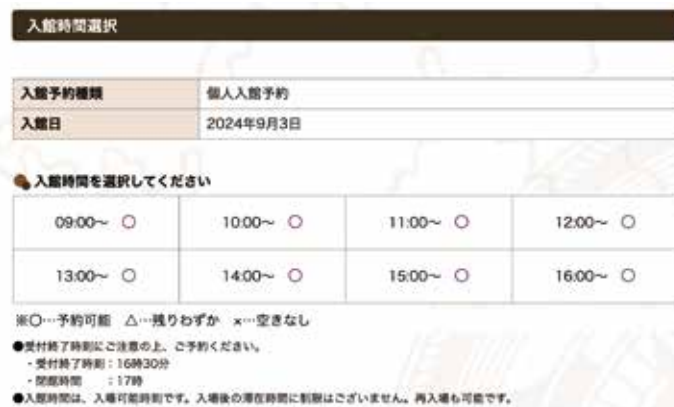 入館時間選択
入館予約種類 個人入館予約
入館日 2024年9月3日
入館時間を選択してください
09:00〜 〇 10:00〜 〇 11:00〜 〇 12:00〜 〇
13:00〜 〇 14:00〜 〇 15:00〜 〇 16:00〜 〇
※〇…予約可能 △…残りわずか ×…空きなし
●受付終了時刻にご注意の上、ご予約ください。
・受付終了時刻:16時30分
・閉館時間 :17時
●入館時間は、入場可能時刻です。入場後の滞在時間に制限はございません。再入場も可能です。